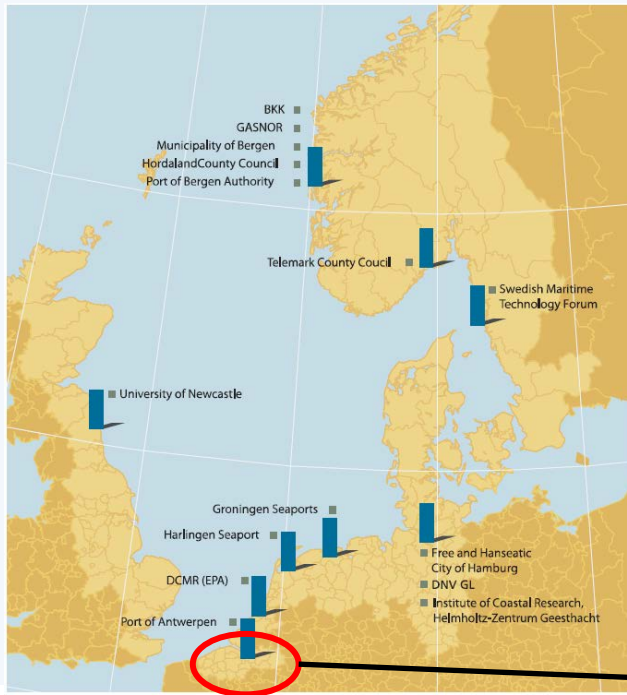 BKK
GASNOR
Municipality of Bergen
HordalandCounty Council
Port of Bergen Authority
Telemark County Coucil
Swedish Maritime
Technology Forum
University of Newcastle
Groningen Seaports
Harlingen Seaport
Free and Hanseatic
City of Hamburg
DCMR (EPA)
DNV GL
Institute of Coastal Research,
Helmholtz-Zentrum Geesthacht
Port of Antwerpen